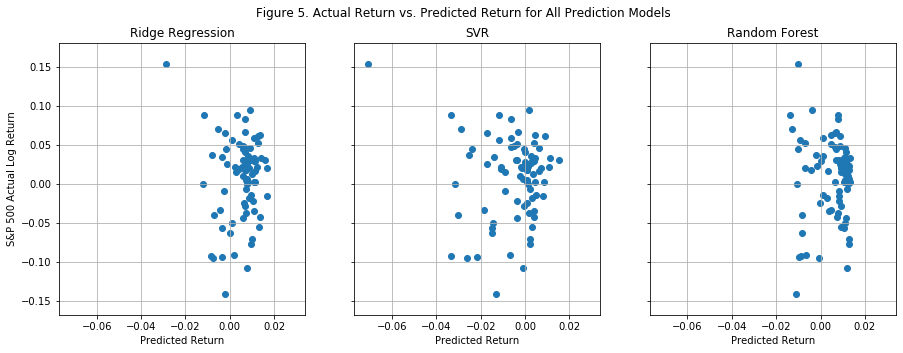 Figure 5. Actual Return vs. Predicted Return for All Prediction Models
Ridge Regression
SVR
Random Forest
S&P 500 Actual Log Return
0.15
0.10
0.05
0.00
−0.05
−0.10
−0.15
−0.06 −0.04 −0.02 0.00 0.02
Predicted Return
−0.06 −0.04 −0.02 0.00 0.02
Predicted Return
−0.06 −0.04 −0.02 0.00 0.02
Predicted Return